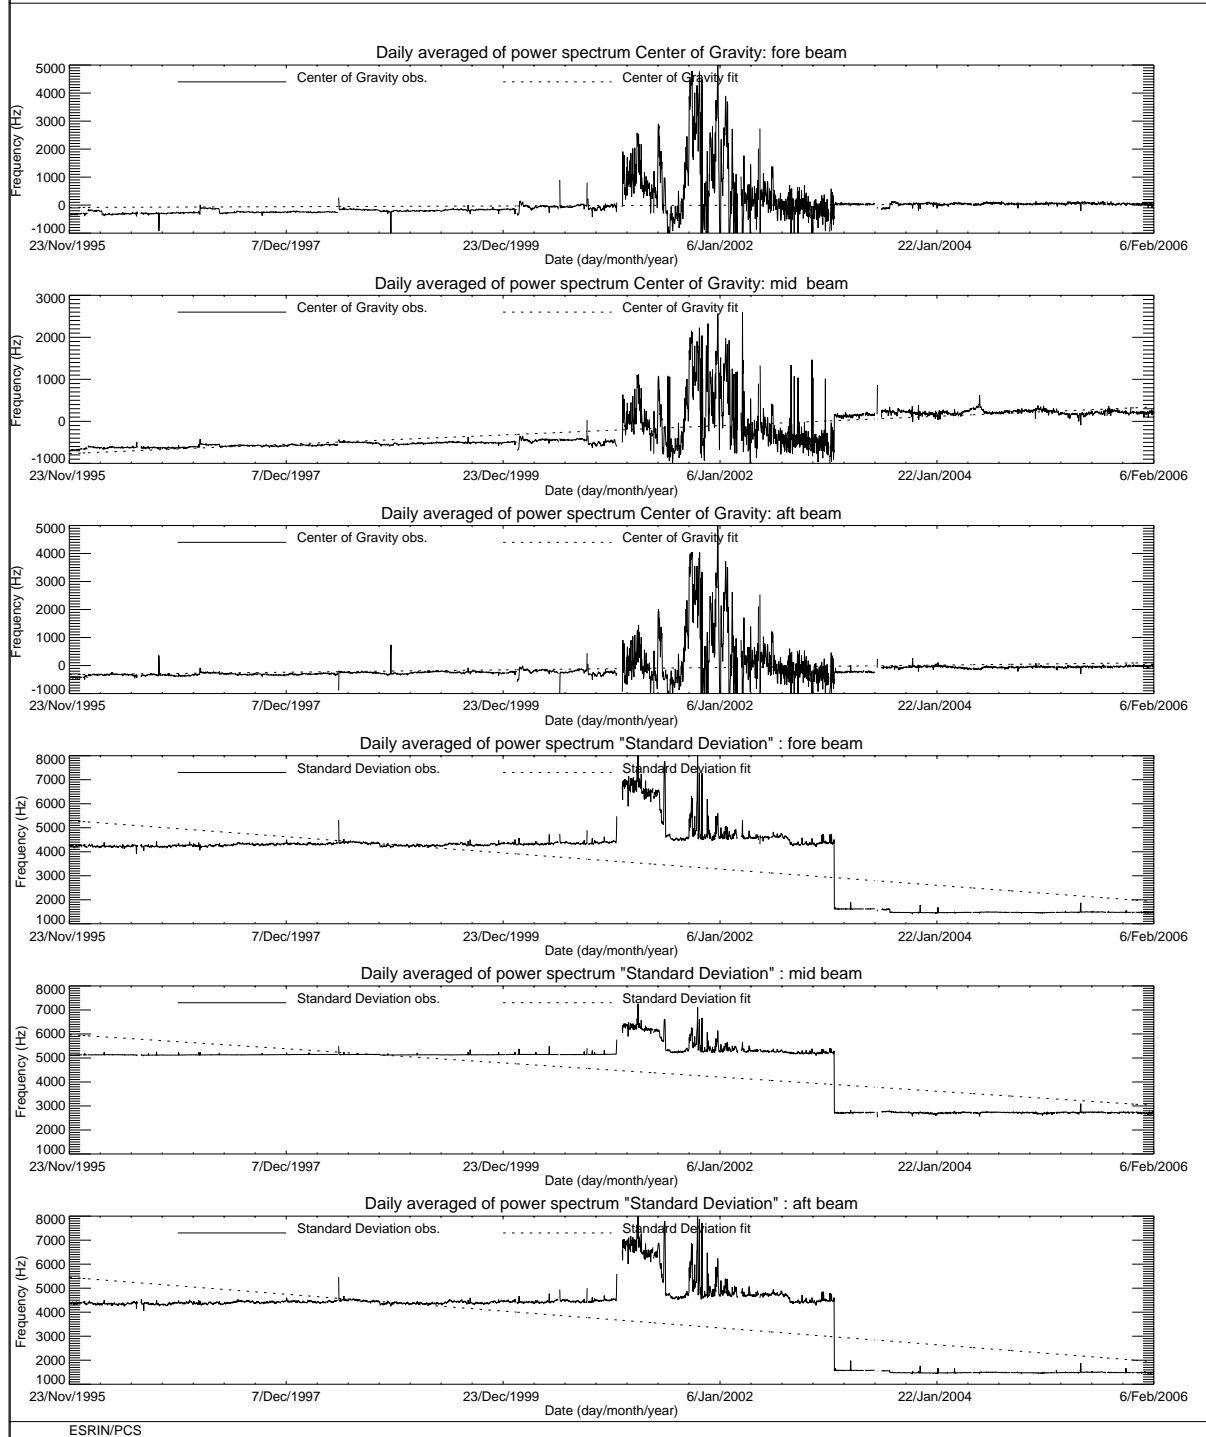 Daily averaged of power spectrum Center of Gravity: fore beam
Center of Gravity obs. Center of Gravity fit
5000
4000
3000
2000
1000
0
-1000
Frequency (Hz)
23/Nov/1995 7/Dec/1997 23/Dec/1999 6/Jan/2002 22/Jan/2004 6/Feb/2006
Date (day/month/year)
Daily averaged of power spectrum Center of Gravity: mid beam
Center of Gravity obs. Center of Gravity fit
3000
2000
1000
0
-1000
Frequency (Hz)
23/Nov/1995 7/Dec/1997 23/Dec/1999 6/Jan/2002 22/Jan/2004 6/Feb/2006
Date (day/month/year)
Daily averaged of power spectrum Center of Gravity: aft beam
Center of Gravity obs. Center of Gravity fit
5000
4000
3000
2000
1000
0
-1000
Frequency (Hz)
23/Nov/1995 7/Dec/1997 23/Dec/1999 6/Jan/2002 22/Jan/2004 6/Feb/2006
Date (day/month/year)
Daily averaged of power spectrum "Standard Deviation" : fore beam
Standard Deviation obs. Standard Deviation fit
8000
7000
6000
5000
4000
3000
2000
1000
Frequency (Hz)
23/Nov/1995 7/Dec/1997 23/Dec/1999 6/Jan/2002 22/Jan/2004 6/Feb/2006
Date (day/month/year)
Daily averaged of power spectrum "Standard Deviation" : mid beam
Standard Deviation obs. Standard Deviation fit
8000
7000
6000
5000
4000
3000
2000
1000
Frequency (Hz)
23/Nov/1995 7/Dec/1997 23/Dec/1999 6/Jan/2002 22/Jan/2004 6/Feb/2006
Date (day/month/year)
Daily averaged of power spectrum "Standard Deviation" : aft beam
Standard Deviation obs. Standard Deviation fit
8000
7000
6000
5000
4000
3000
2000
1000
Frequency (Hz)
23/Nov/1995 7/Dec/1997 23/Dec/1999 6/Jan/2002 22/Jan/2004 6/Feb/2006
Date (day/month/year)
ESRIN/PCS